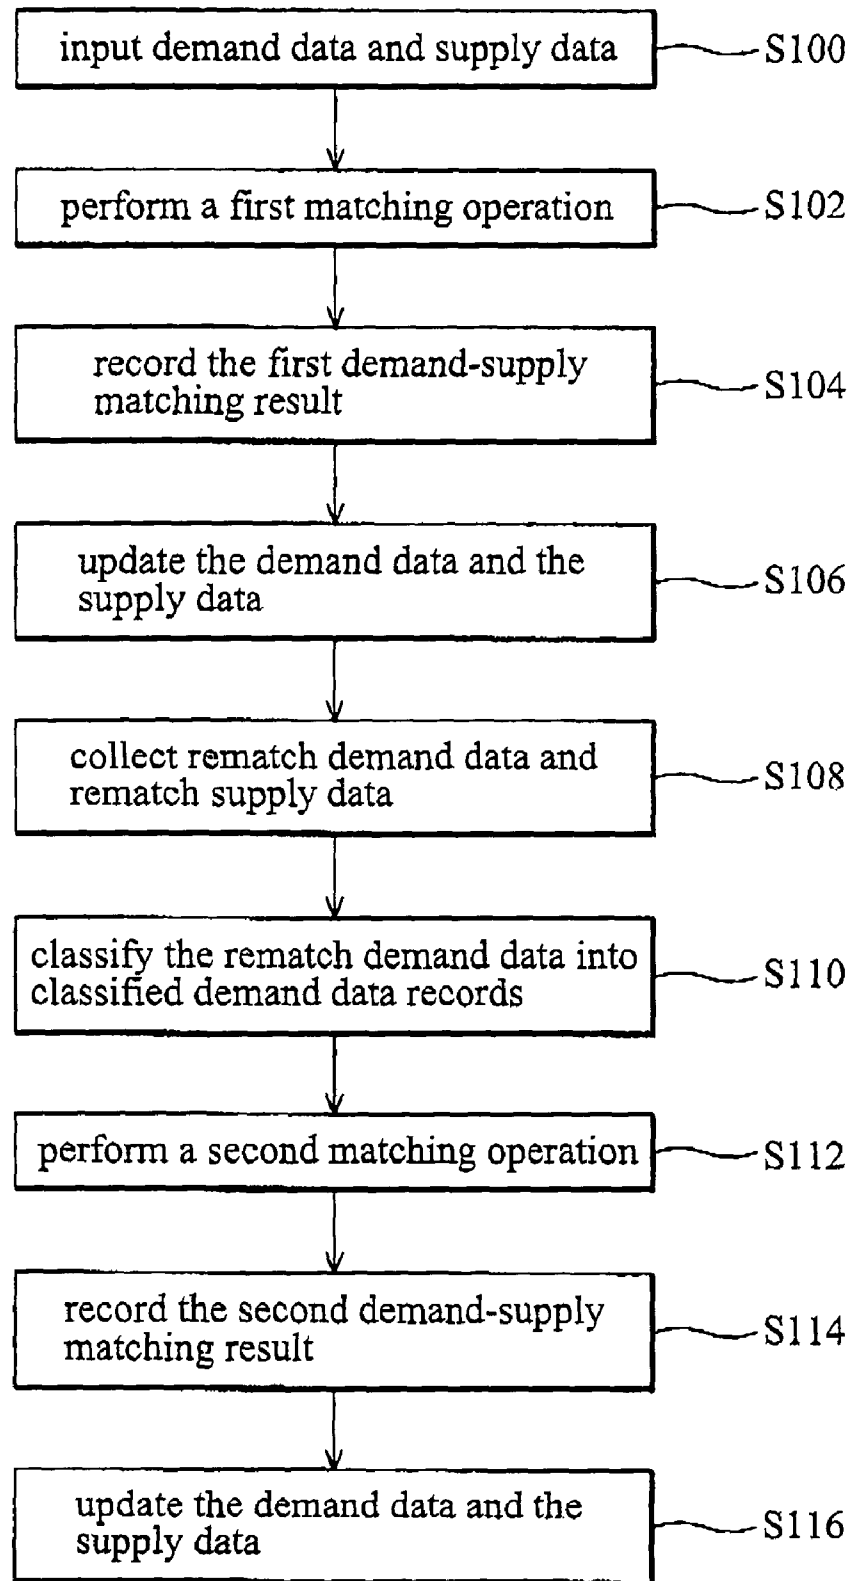 input demand data and supply data
S100
perform a first matching operation
S102
record the first demand-supply
matching result
S104
update the demand data and the
supply data
S106
collect rematch demand data and
rematch supply data
S108
classify the rematch demand data into
classified demand data records
S110
perform a second matching operation
S112
record the second demand-supply
matching result
S114
update the demand data and the
supply data
S116